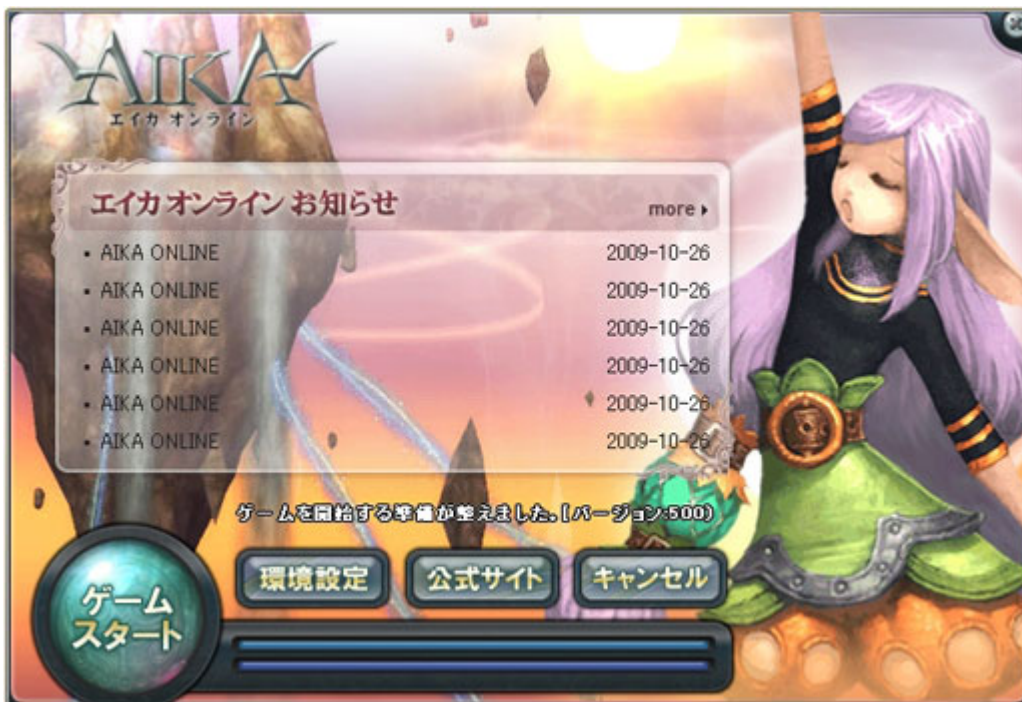 AIKA
エイカ オンライン
エイカ オンライン お知らせ
more
AIKA ONLINE 2009-10-26
AIKA ONLINE 2009-10-26
AIKA ONLINE 2009-10-26
AIKA ONLINE 2009-10-26
AIKA ONLINE 2009-10-26
AIKA ONLINE 2009-10-26
ゲームを開始する準備が整えました。(バージョン:500)
ゲーム
スタート
環境設定 公式サイト キャンセル